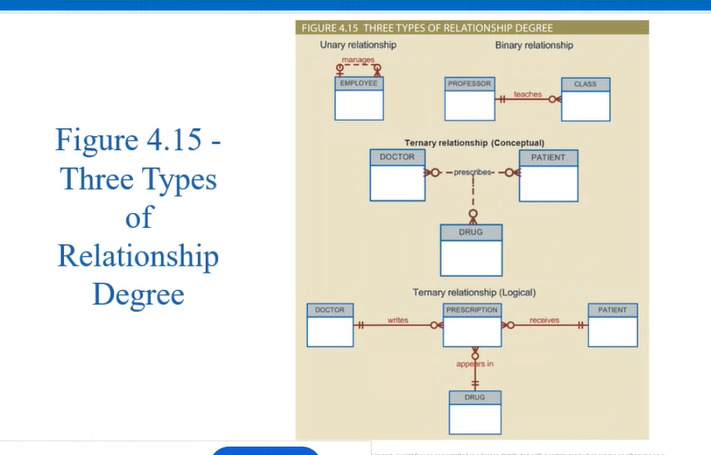 FIGURE 4.15 THREE TYPES OF RELATIONSHIP DEGREE
Unary relationship
Binary relationship
manages
EMPLOYEE
PROFESSOR
teaches
CLASS
Ternary relationship (Conceptual)
DOCTOR
prescribes
PATIENT
DRUG
Ternary relationship (Logical)
DOCTOR
writes
PRESCRIPTION
receives
PATIENT
appears in
DRUG
Figure 4.15 -
Three Types
of
Relationship
Degree